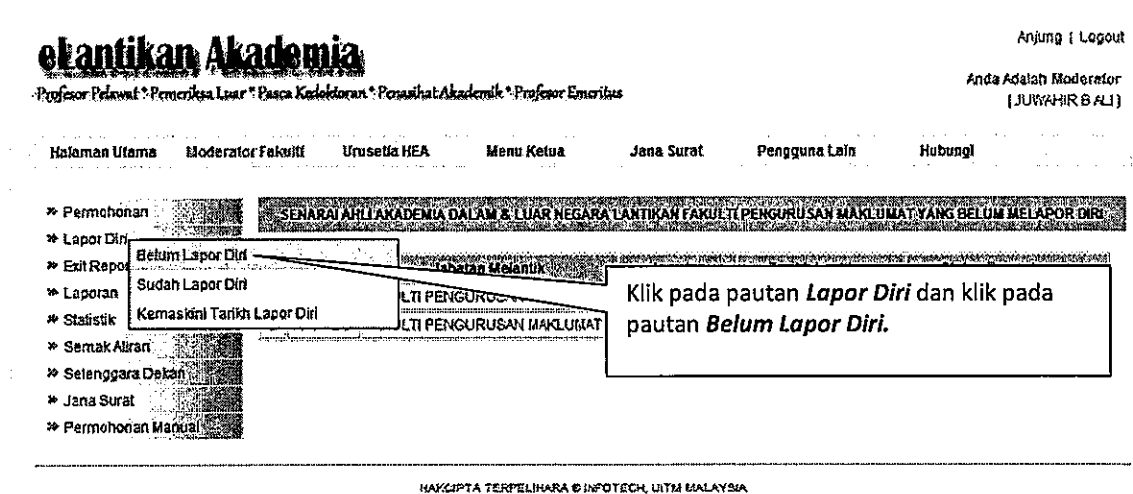 eLantikan Akademia
Anjung | Logout
Profesor Pelawat * Pemeriksa Luar * Pasca Kedoktoran * Penasihat Akademik * Profesor Emeritus
Anda Adalah Moderator
[ JUWAHIR B ALI ]
Halaman Utama Moderator Fakulti Urusetia HEA Menu Ketua Jana Surat Pengguna Lain Hubungi
» Permohonan
» Lapor Diri
» Exit Repo
» Laporan
» Statistik
» Semak Aliran
» Selenggara Dekan
» Jana Surat
» Permohonan Manual
Belum Lapor Diri
Sudah Lapor Diri
Kemaskini Tarikh Lapor Diri
SENARAI AHLI AKADEMIA DALAM & LUAR NEGARA LANTIKAN FAKULTI PENGURUSAN MAKLUMAT YANG BELUM MELAPOR DIRI
Jabatan Melantik
LTI PENGURUSAN
LTI PENGURUSAN MAKLUMAT
Klik pada pautan Lapor Diri dan klik pada
pautan Belum Lapor Diri.
HAKCIPTA TERPELIHARA © INFOTECH, UITM MALAYSIA